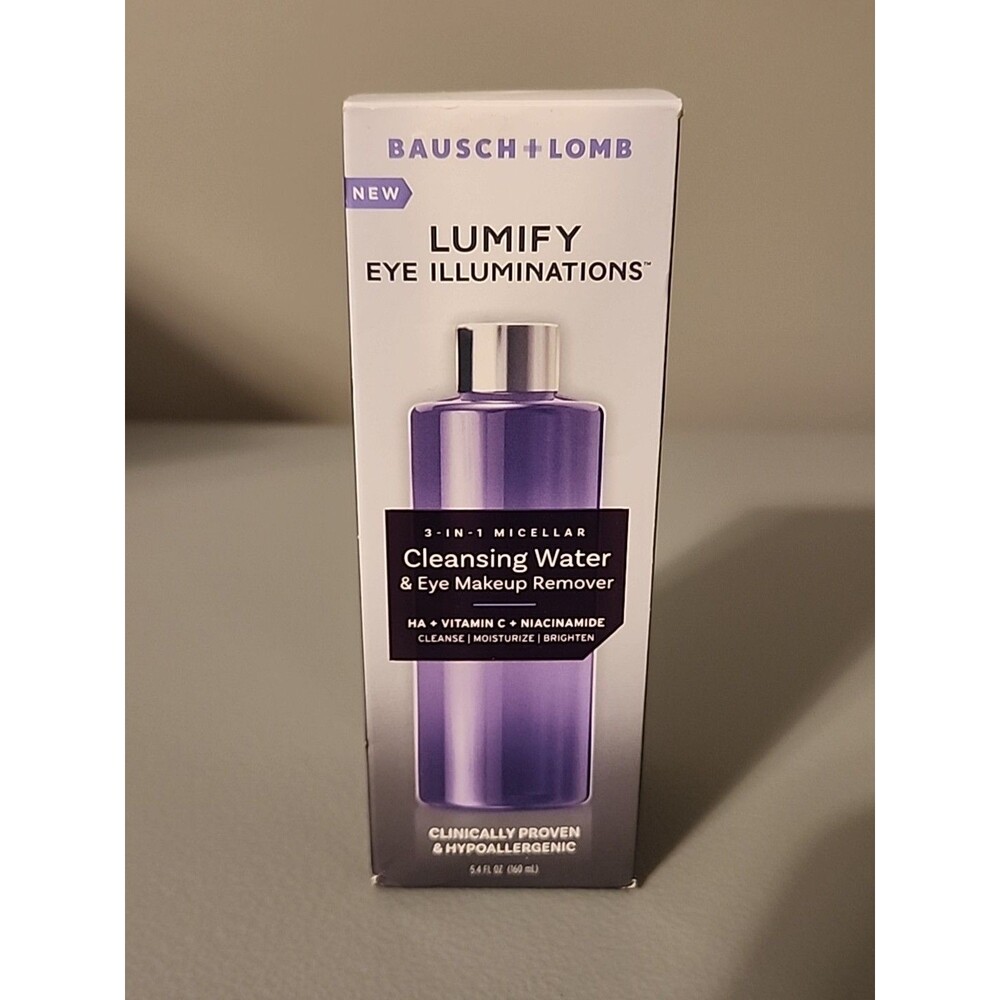 BAUSCH + LOMB
NEW
LUMIFY
EYE ILLUMINATIONS™
3-IN-1 MICELLAR
Cleansing Water
& Eye Makeup Remover
HA + VITAMIN C + NIACINAMIDE
CLEANSE | MOISTURIZE | BRIGHTEN
CLINICALLY PROVEN
& HYPOALLERGENIC
5.4 FL OZ (160 mL)